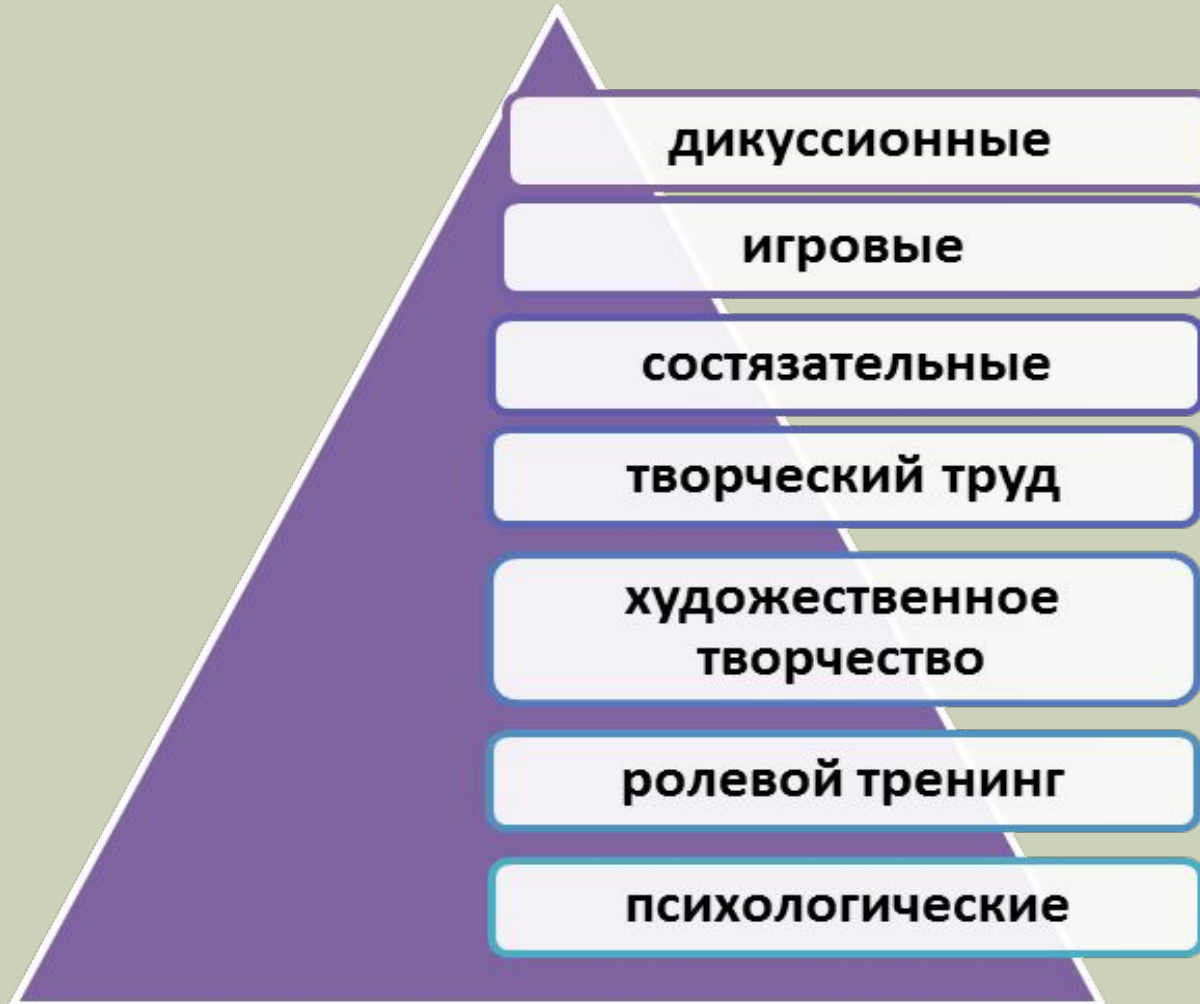 дикуссионные
игровые
состязательные
творческий труд
художественное
творчество
ролевой тренинг
психологические